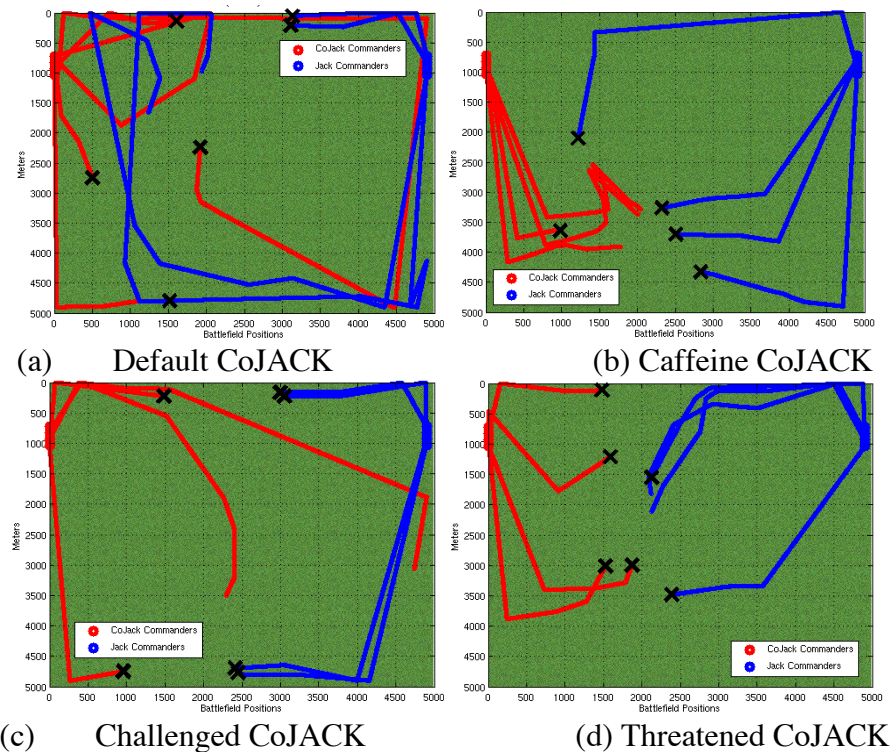 0
500
1000
1500
2000
2500
3000
3500
4000
4500
5000
Meters
0 500 1000 1500 2000 2500 3000 3500 4000 4500 5000
Battlefield Positions
CoJack Commanders
Jack Commanders
(a) Default CoJACK
0
500
1000
1500
2000
2500
3000
3500
4000
4500
5000
Meters
0 500 1000 1500 2000 2500 3000 3500 4000 4500 5000
Battlefield Positions
CoJack Commanders
Jack Commanders
(b) Caffeine CoJACK
0
500
1000
1500
2000
2500
3000
3500
4000
4500
5000
Meters
0 500 1000 1500 2000 2500 3000 3500 4000 4500 5000
Battlefield Positions
CoJack Commanders
Jack Commanders
(c) Challenged CoJACK
0
500
1000
1500
2000
2500
3000
3500
4000
4500
5000
Meters
0 500 1000 1500 2000 2500 3000 3500 4000 4500 5000
Battlefield Positions
CoJack Commanders
Jack Commanders
(d) Threatened CoJACK